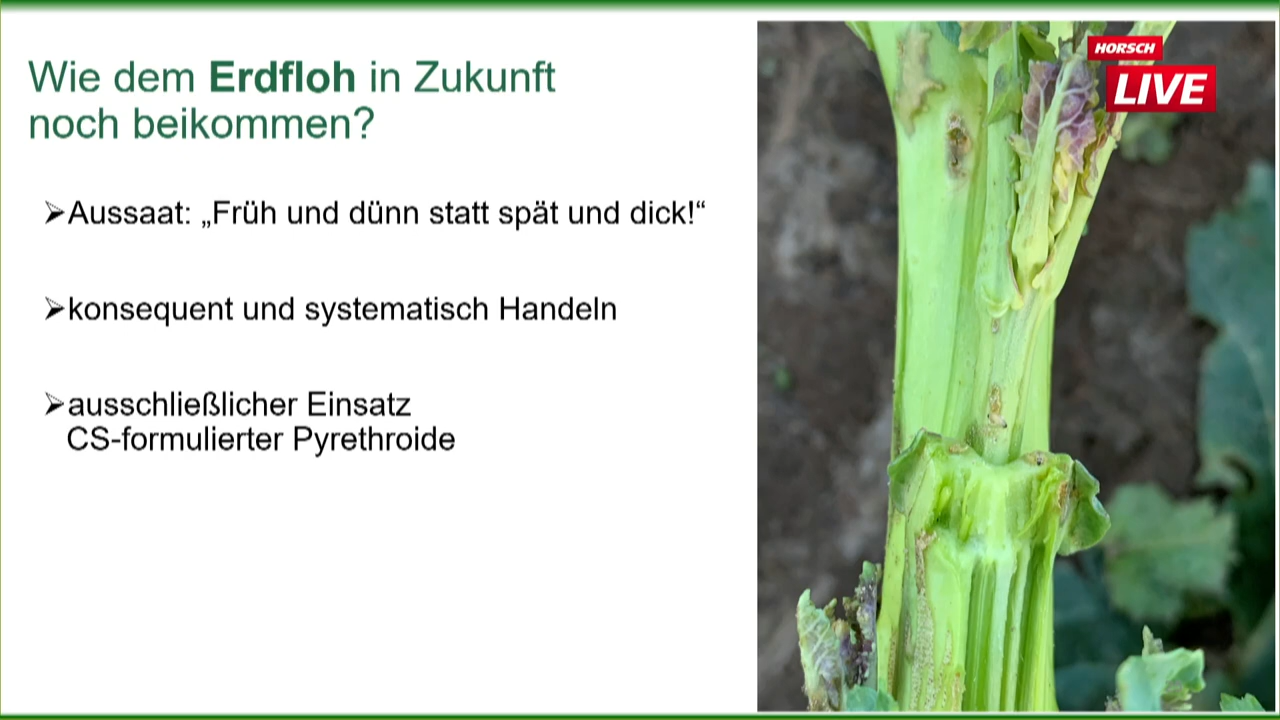 Wie dem Erdfloh in Zukunft
noch beikommen?
HORSCH
LIVE
➢Aussaat: „Früh und dünn statt spät und dick!“
➢konsequent und systematisch Handeln
➢ausschließlicher Einsatz
CS-formulierter Pyrethroide